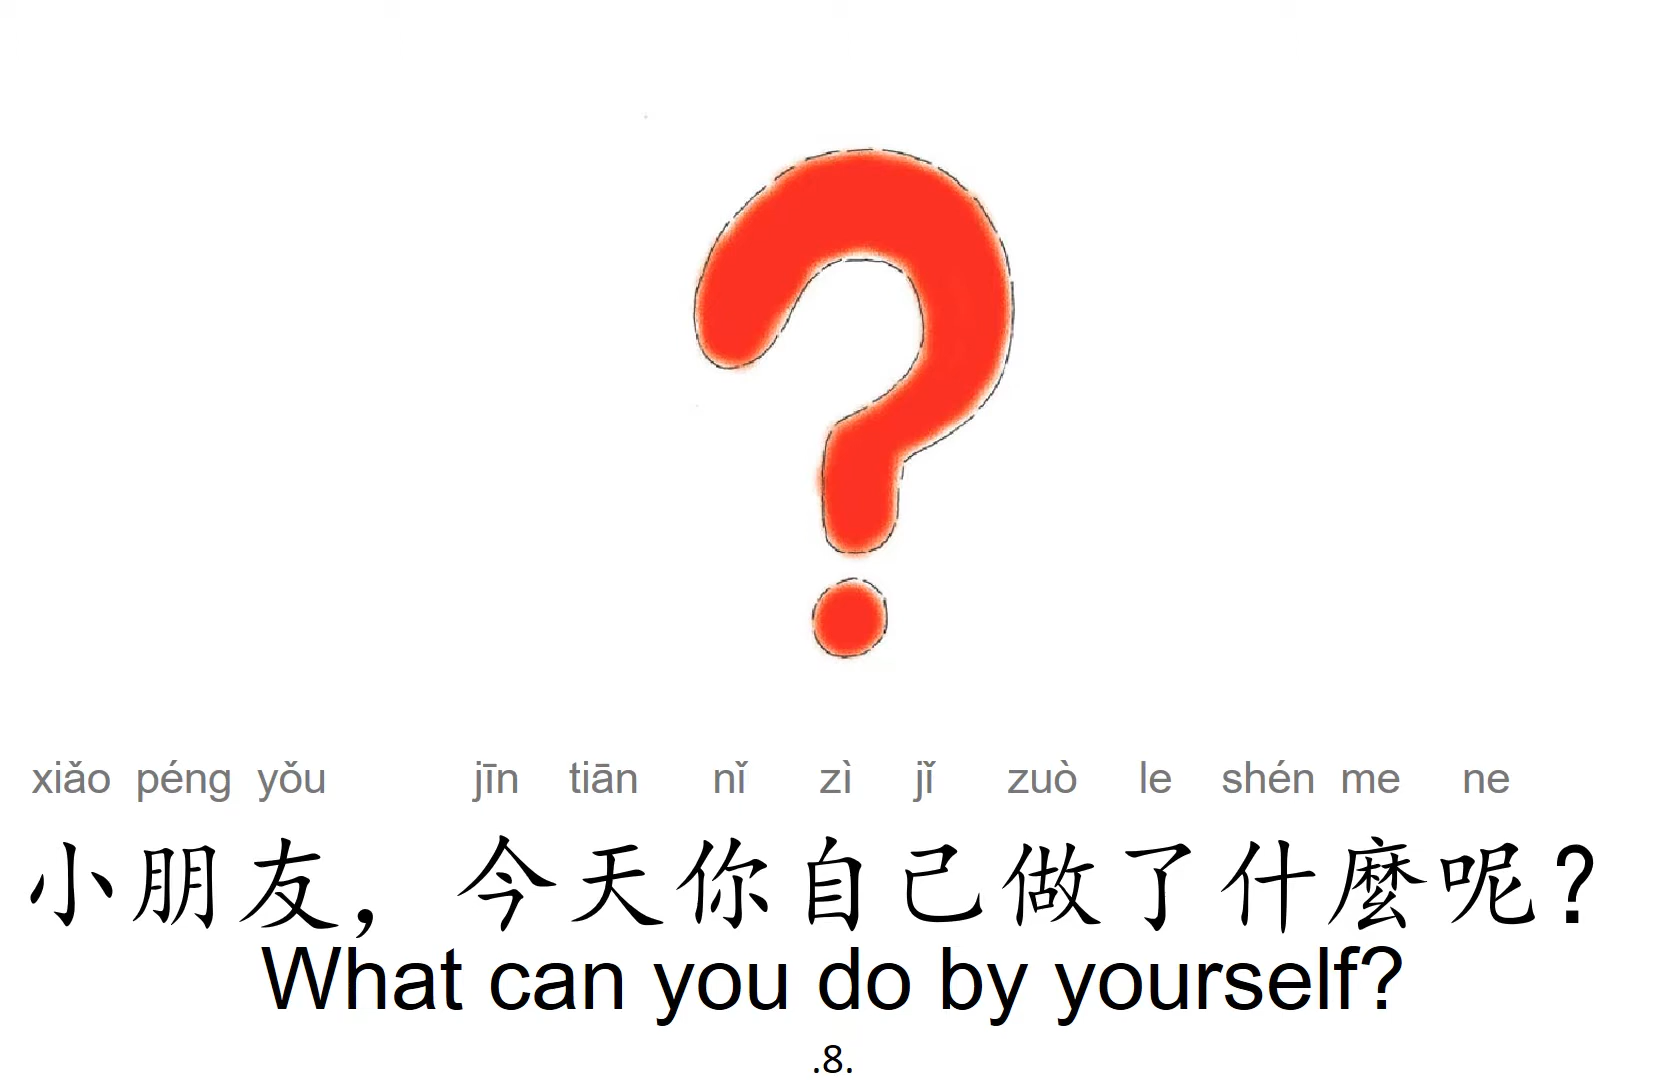 xiǎo péng yǒu jīn tiān nǐ zì jǐ zuò le shén me ne
小朋友，今天你自己做了什麼呢？
What can you do by yourself?
.8.